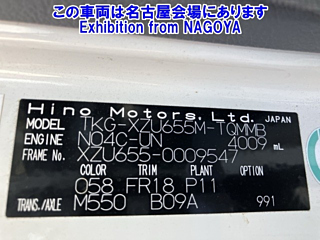 この車両は名古屋会場にあります
Exhibition from NAGOYA
Hino Motors, Ltd. JAPAN
MODEL TKG-XZU655M-TQMMB
ENGINE N04C-UN 4009 mL
FRAME No. XZU655-0009547
COLOR TRIM PLANT OPTION
058 FR18 P11
TRANS./AXLE M550 B09A 991